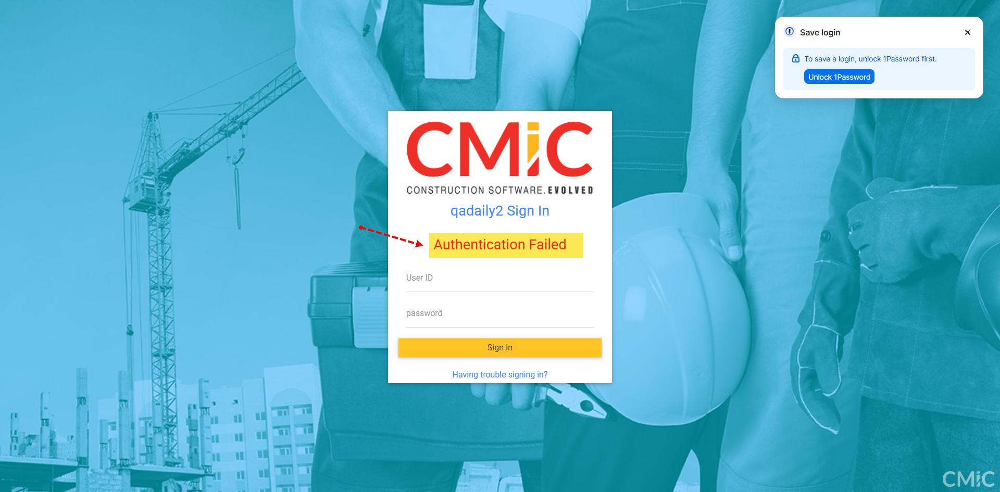 Save login
To save a login, unlock 1Password first.
Unlock 1Password
CMiC
CONSTRUCTION SOFTWARE.EVOLVED
qadaily2 Sign In
Authentication Failed
User ID
password
Sign In
Having trouble signing in?
CMiC